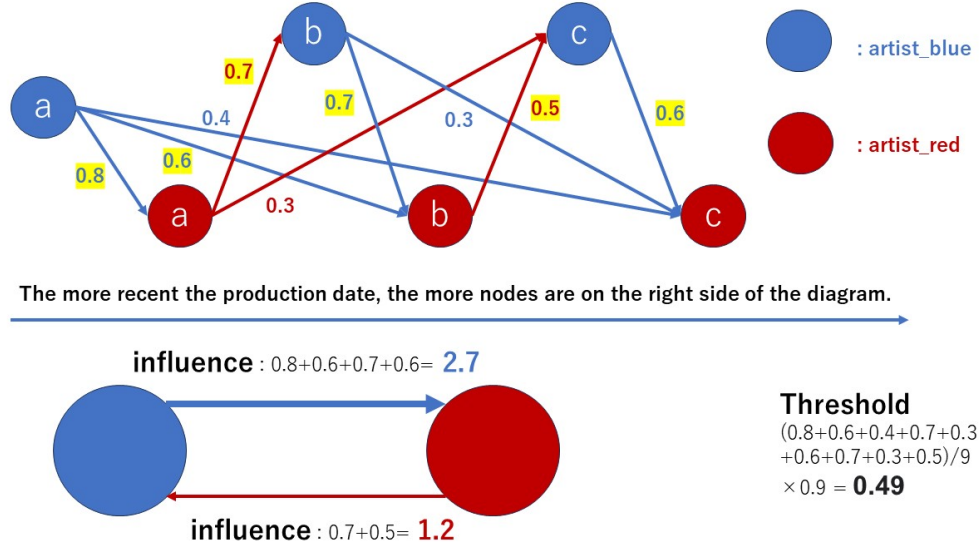 b
c
: artist_blue
a
0.7
0.4
0.7
0.3
0.5
0.6
: artist_red
0.8
0.6
a
0.3
b
c
The more recent the production date, the more nodes are on the right side of the diagram.
influence : 0.8+0.6+0.7+0.6= 2.7
Threshold
(0.8+0.6+0.4+0.7+0.3
+0.6+0.7+0.3+0.5)/9
×0.9 = 0.49
influence : 0.7+0.5= 1.2